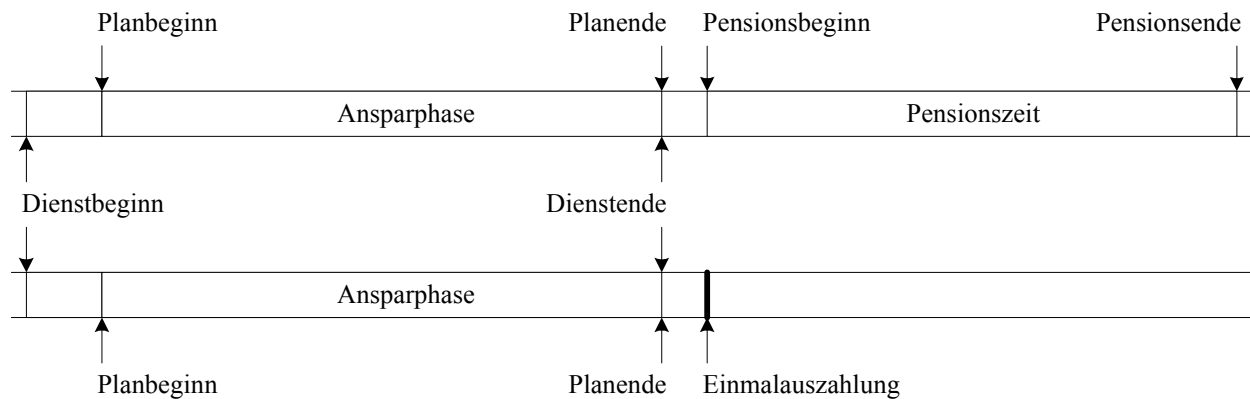 Planbeginn Planende Pensionsbeginn Pensionsende
Ansparphase Pensionszeit
Dienstbeginn Dienstende
Ansparphase
Planbeginn Planende Einmalauszahlung